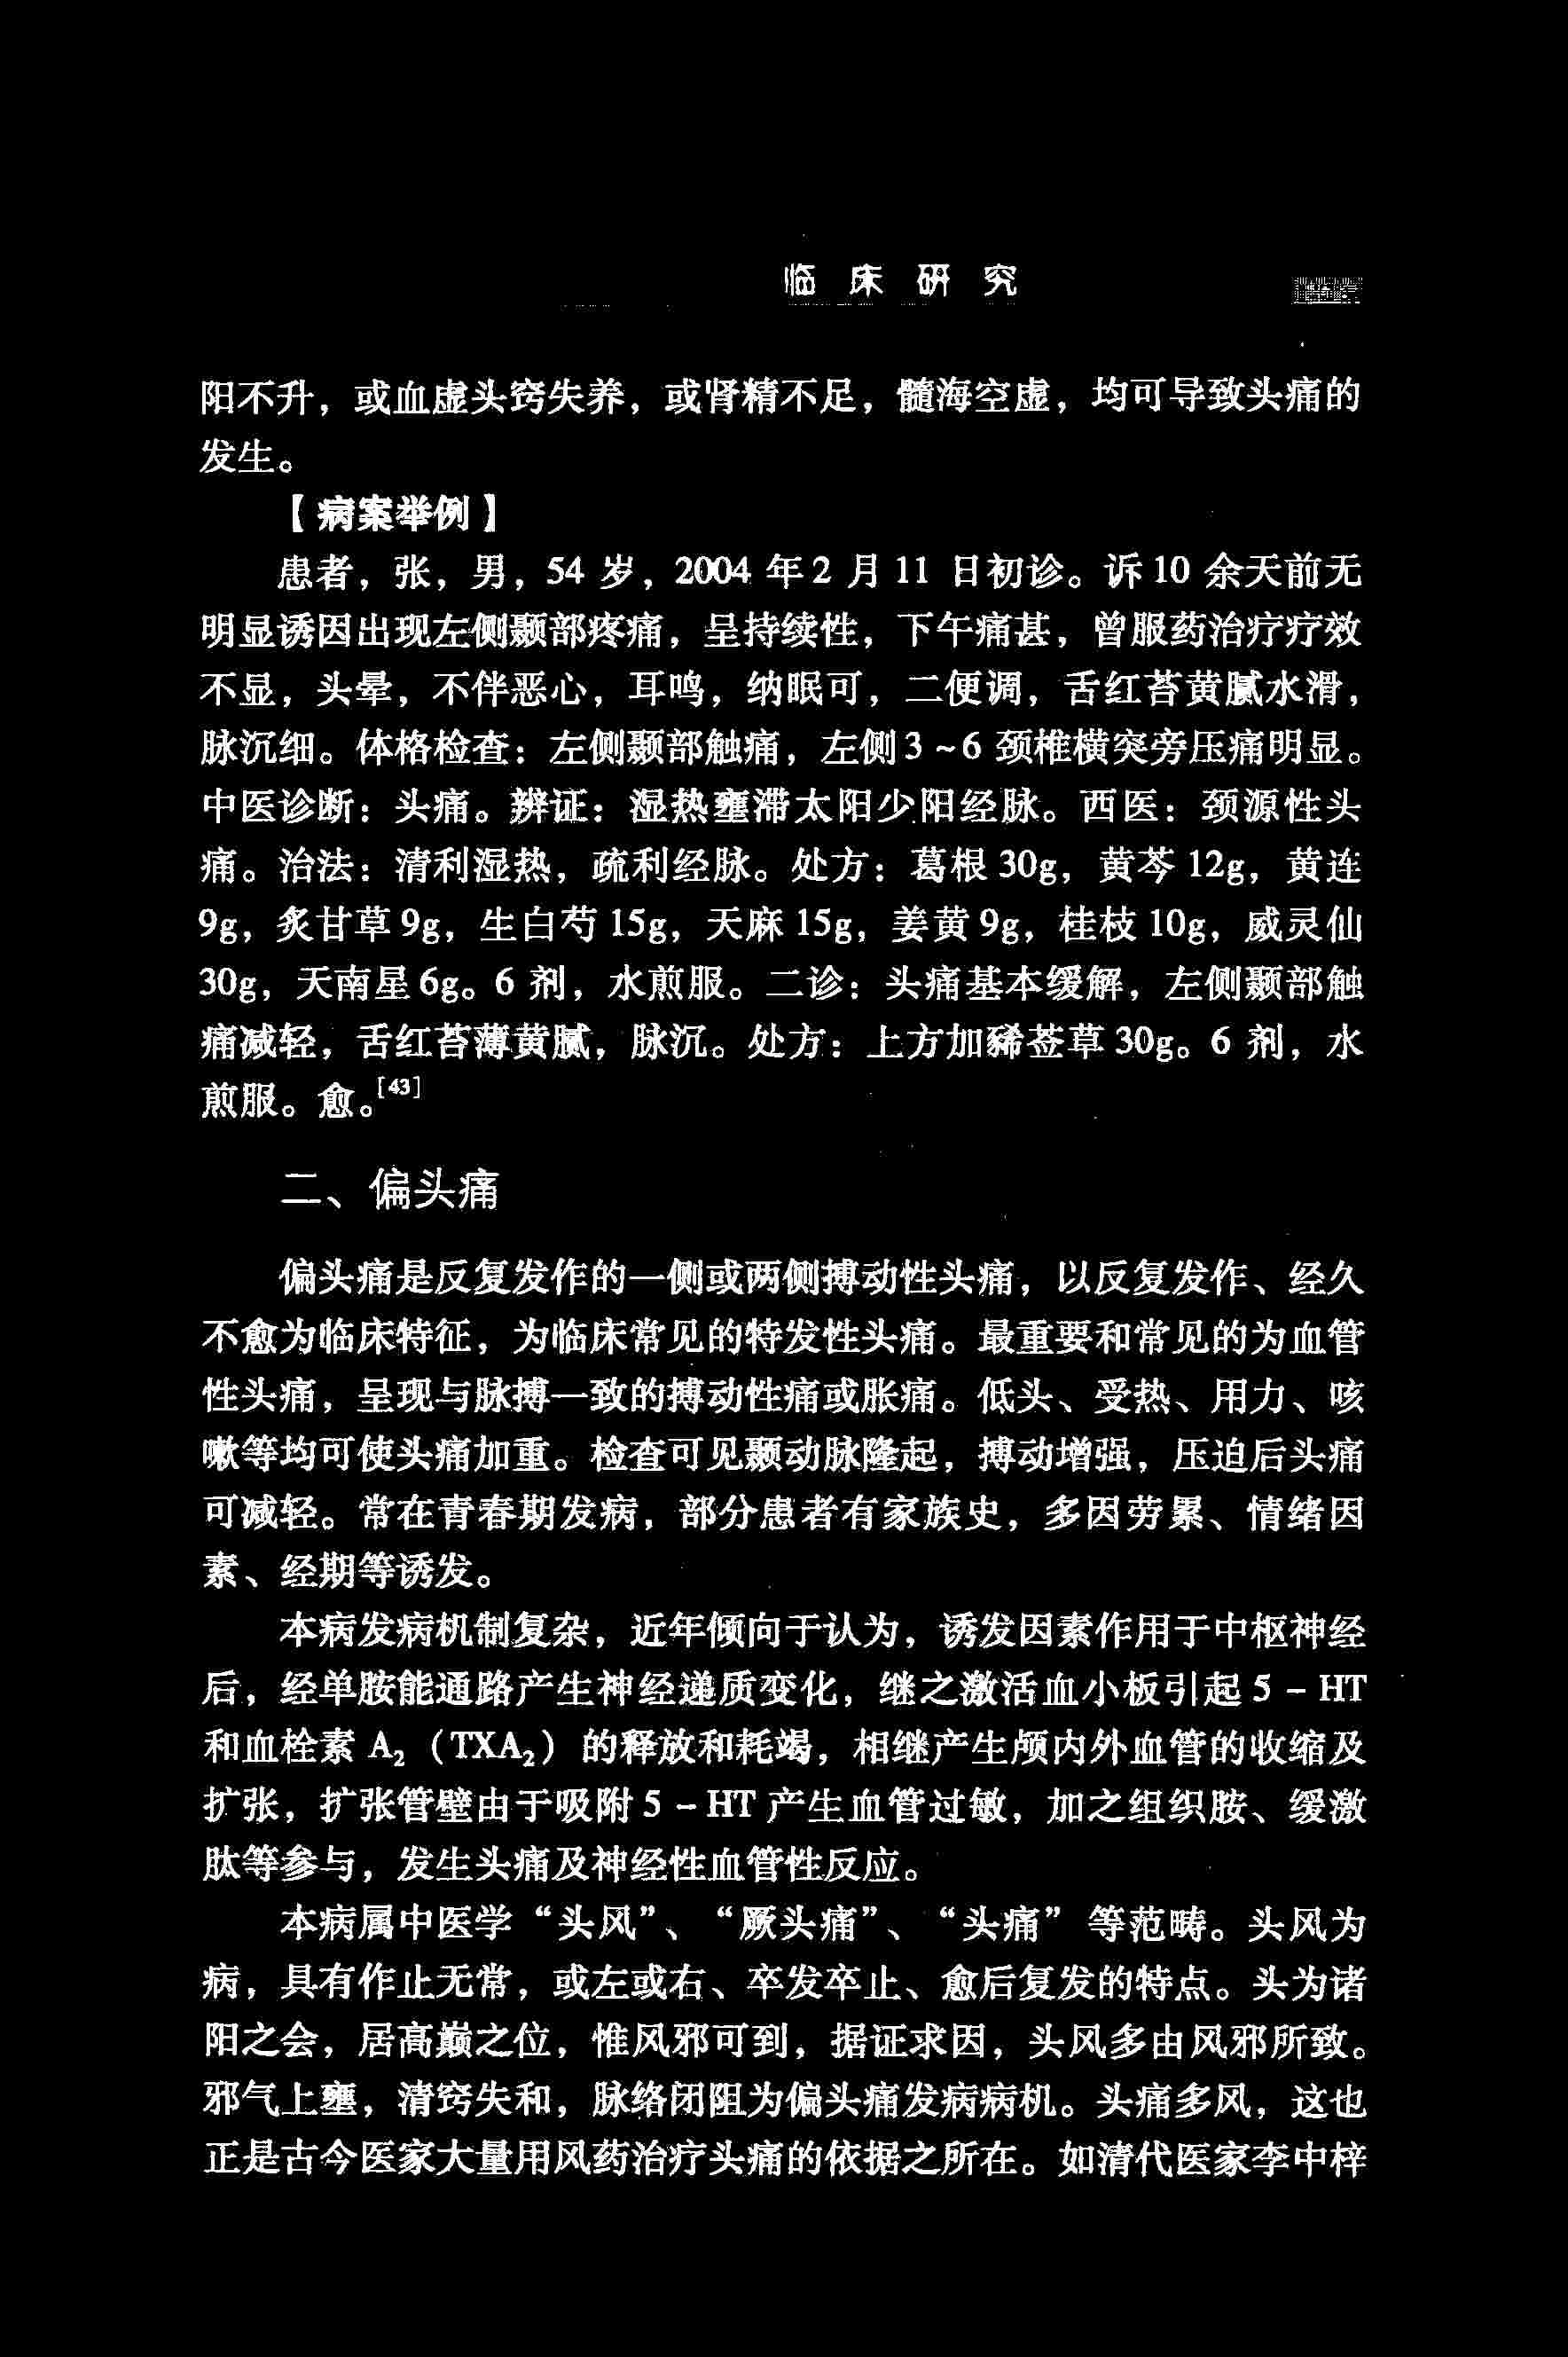 临床研究
阳不升，或血虚头窍失养，或肾精不足，髓海空虚，均可导致头痛的
发生。
【病案举例】
患者，张，男，54 岁，2004 年2 月11 日初诊。诉10 余天前无
明显诱因出现左侧颞部疼痛，呈持续性，下午痛甚，曾服药治疗疗效
不显，头晕，不伴恶心，耳鸣，纳眠可，二便调，舌红苔黄腻水滑，
脉沉细。体格检查：左侧颞部触痛，左侧3～6 颈椎横突旁压痛明显。
中医诊断：头痛。辨证：湿热壅滞太阳少阳经脉。西医：颈源性头
痛。治法：清利湿热，疏利经脉。处方：葛根30g，黄芩12g，黄连
9g，炙甘草9g，生白芍15g，天麻15g，姜黄9g，桂枝10g，威灵仙
30g，天南星6g。6 剂，水煎服。二诊：头痛基本缓解，左侧颞部触
痛减轻，舌红苔薄黄腻，脉沉。处方：上方加豨莶草30g。6 剂，水
煎服。愈。[43]
二、偏头痛
偏头痛是反复发作的一侧或两侧搏动性头痛，以反复发作、经久
不愈为临床特征，为临床常见的特发性头痛。最重要和常见的为血管
性头痛，呈现与脉搏一致的搏动性痛或胀痛。低头、受热、用力、咳
嗽等均可使头痛加重。检查可见颞动脉隆起，搏动增强，压迫后头痛
可减轻。常在青春期发病，部分患者有家族史，多因劳累、情绪因
素、经期等诱发。
本病发病机制复杂，近年倾向于认为，诱发因素作用于中枢神经
后，经单胺能通路产生神经递质变化，继之激活血小板引起5－HT
和血栓素 A₂（TXA₂）的释放和耗竭，相继产生颅内外血管的收缩及
扩张，扩张管壁由于吸附5－HT产生血管过敏，加之组织胺、缓激
肽等参与，发生头痛及神经性血管性反应。
本病属中医学“头风”、“厥头痛”、“头痛”等范畴。头风为
病，具有作止无常，或左或右、卒发卒止、愈后复发的特点。头为诸
阳之会，居高巅之位，惟风邪可到，据证求因，头风多由风邪所致。
邪气上壅，清窍失和，脉络闭阻为偏头痛发病病机。头痛多风，这也
正是古今医家大量用风药治疗头痛的依据之所在。如清代医家李中梓